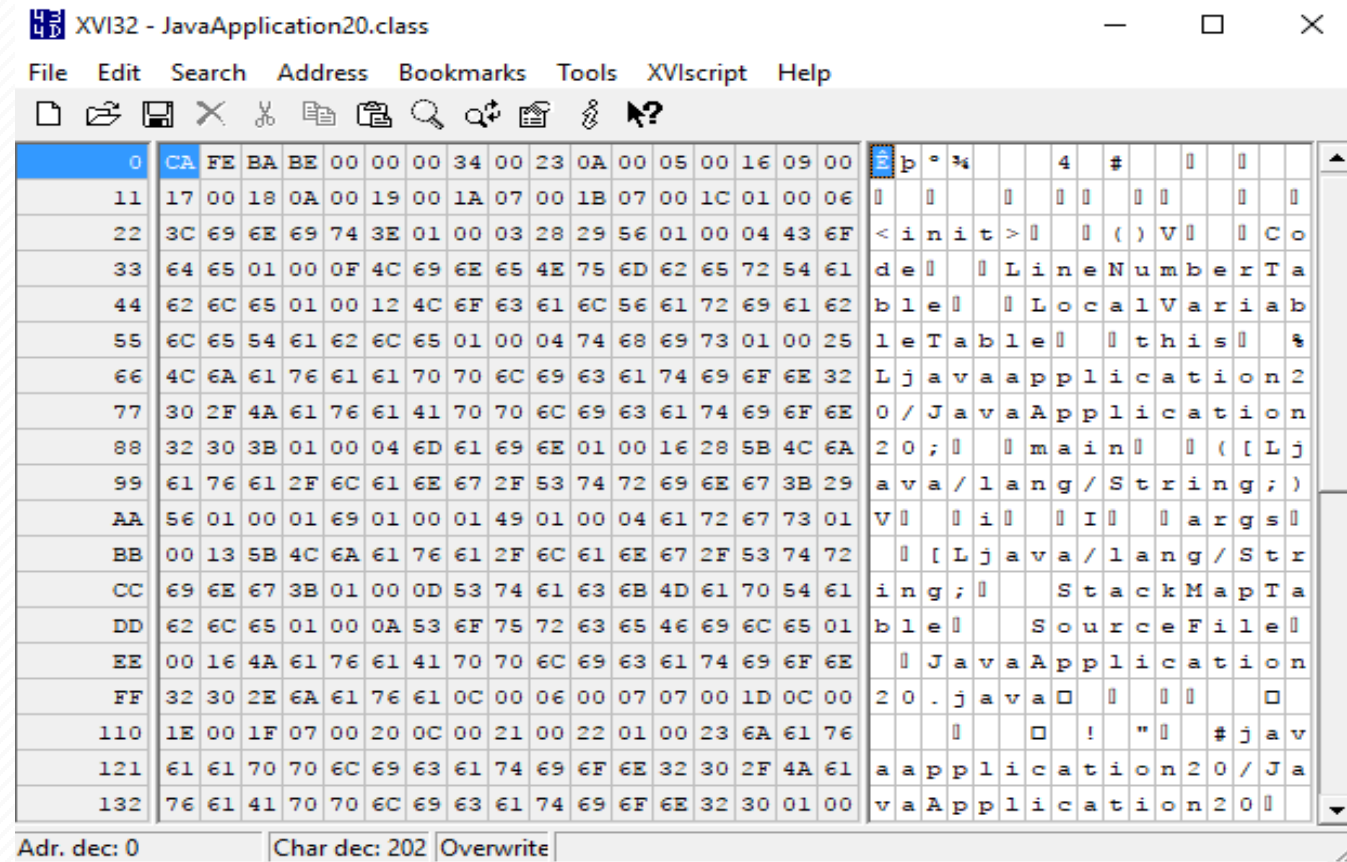 XVI32 - JavaApplication20.class
File Edit Search Address Bookmarks Tools XVIscript Help
0 CA FE BA BE 00 00 00 34 00 23 0A 00 05 00 16 09 00 Ê þ º ¾ 4 #
11 17 00 18 0A 00 19 00 1A 07 00 1B 07 00 1C 01 00 06
22 3C 69 6E 69 74 3E 01 00 03 28 29 56 01 00 04 43 6F < i n i t > ( ) V C o
33 64 65 01 00 0F 4C 69 6E 65 4E 75 6D 62 65 72 54 61 d e L i n e N u m b e r T a
44 62 6C 65 01 00 12 4C 6F 63 61 6C 56 61 72 69 61 62 b l e L o c a l V a r i a b
55 6C 65 54 61 62 6C 65 01 00 04 74 68 69 73 01 00 25 l e T a b l e t h i s %
66 4C 6A 61 76 61 61 70 70 6C 69 63 61 74 69 6F 6E 32 L j a v a a p p l i c a t i o n 2
77 30 2F 4A 61 76 61 41 70 70 6C 69 63 61 74 69 6F 6E 0 / J a v a A p p l i c a t i o n
88 32 30 3B 01 00 04 6D 61 69 6E 01 00 16 28 5B 4C 6A 2 0 ; m a i n ( [ L j
99 61 76 61 2F 6C 61 6E 67 2F 53 74 72 69 6E 67 3B 29 a v a / l a n g / S t r i n g ; )
AA 56 01 00 01 69 01 00 01 49 01 00 04 61 72 67 73 01 V i I a r g s
BB 00 13 5B 4C 6A 61 76 61 2F 6C 61 6E 67 2F 53 74 72 [ L j a v a / l a n g / S t r
CC 69 6E 67 3B 01 00 0D 53 74 61 63 6B 4D 61 70 54 61 i n g ; S t a c k M a p T a
DD 62 6C 65 01 00 0A 53 6F 75 72 63 65 46 69 6C 65 01 b l e S o u r c e F i l e
EE 00 16 4A 61 76 61 41 70 70 6C 69 63 61 74 69 6F 6E J a v a A p p l i c a t i o n
FF 32 30 2E 6A 61 76 61 0C 00 06 00 07 07 00 1D 0C 00 2 0 . j a v a
110 1E 00 1F 07 00 20 0C 00 21 00 22 01 00 23 6A 61 76 ! " # j a v
121 61 61 70 70 6C 69 63 61 74 69 6F 6E 32 30 2F 4A 61 a a p p l i c a t i o n 2 0 / J a
132 76 61 41 70 70 6C 69 63 61 74 69 6F 6E 32 30 01 00 v a A p p l i c a t i o n 2 0
Adr. dec: 0 Char dec: 202 Overwrite